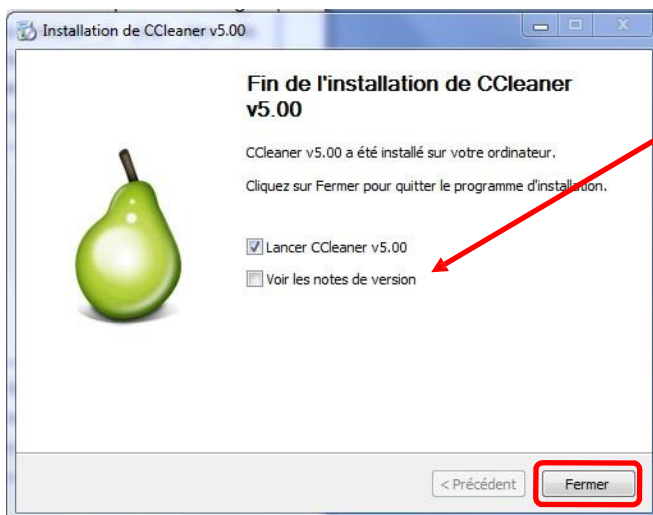 Installation de CCleaner v5.00
Fin de l'installation de CCleaner
v5.00
CCleaner v5.00 a été installé sur votre ordinateur.
Cliquez sur Fermer pour quitter le programme d'installation.
Lancer CCleaner v5.00
Voir les notes de version
< Précédent
Fermer